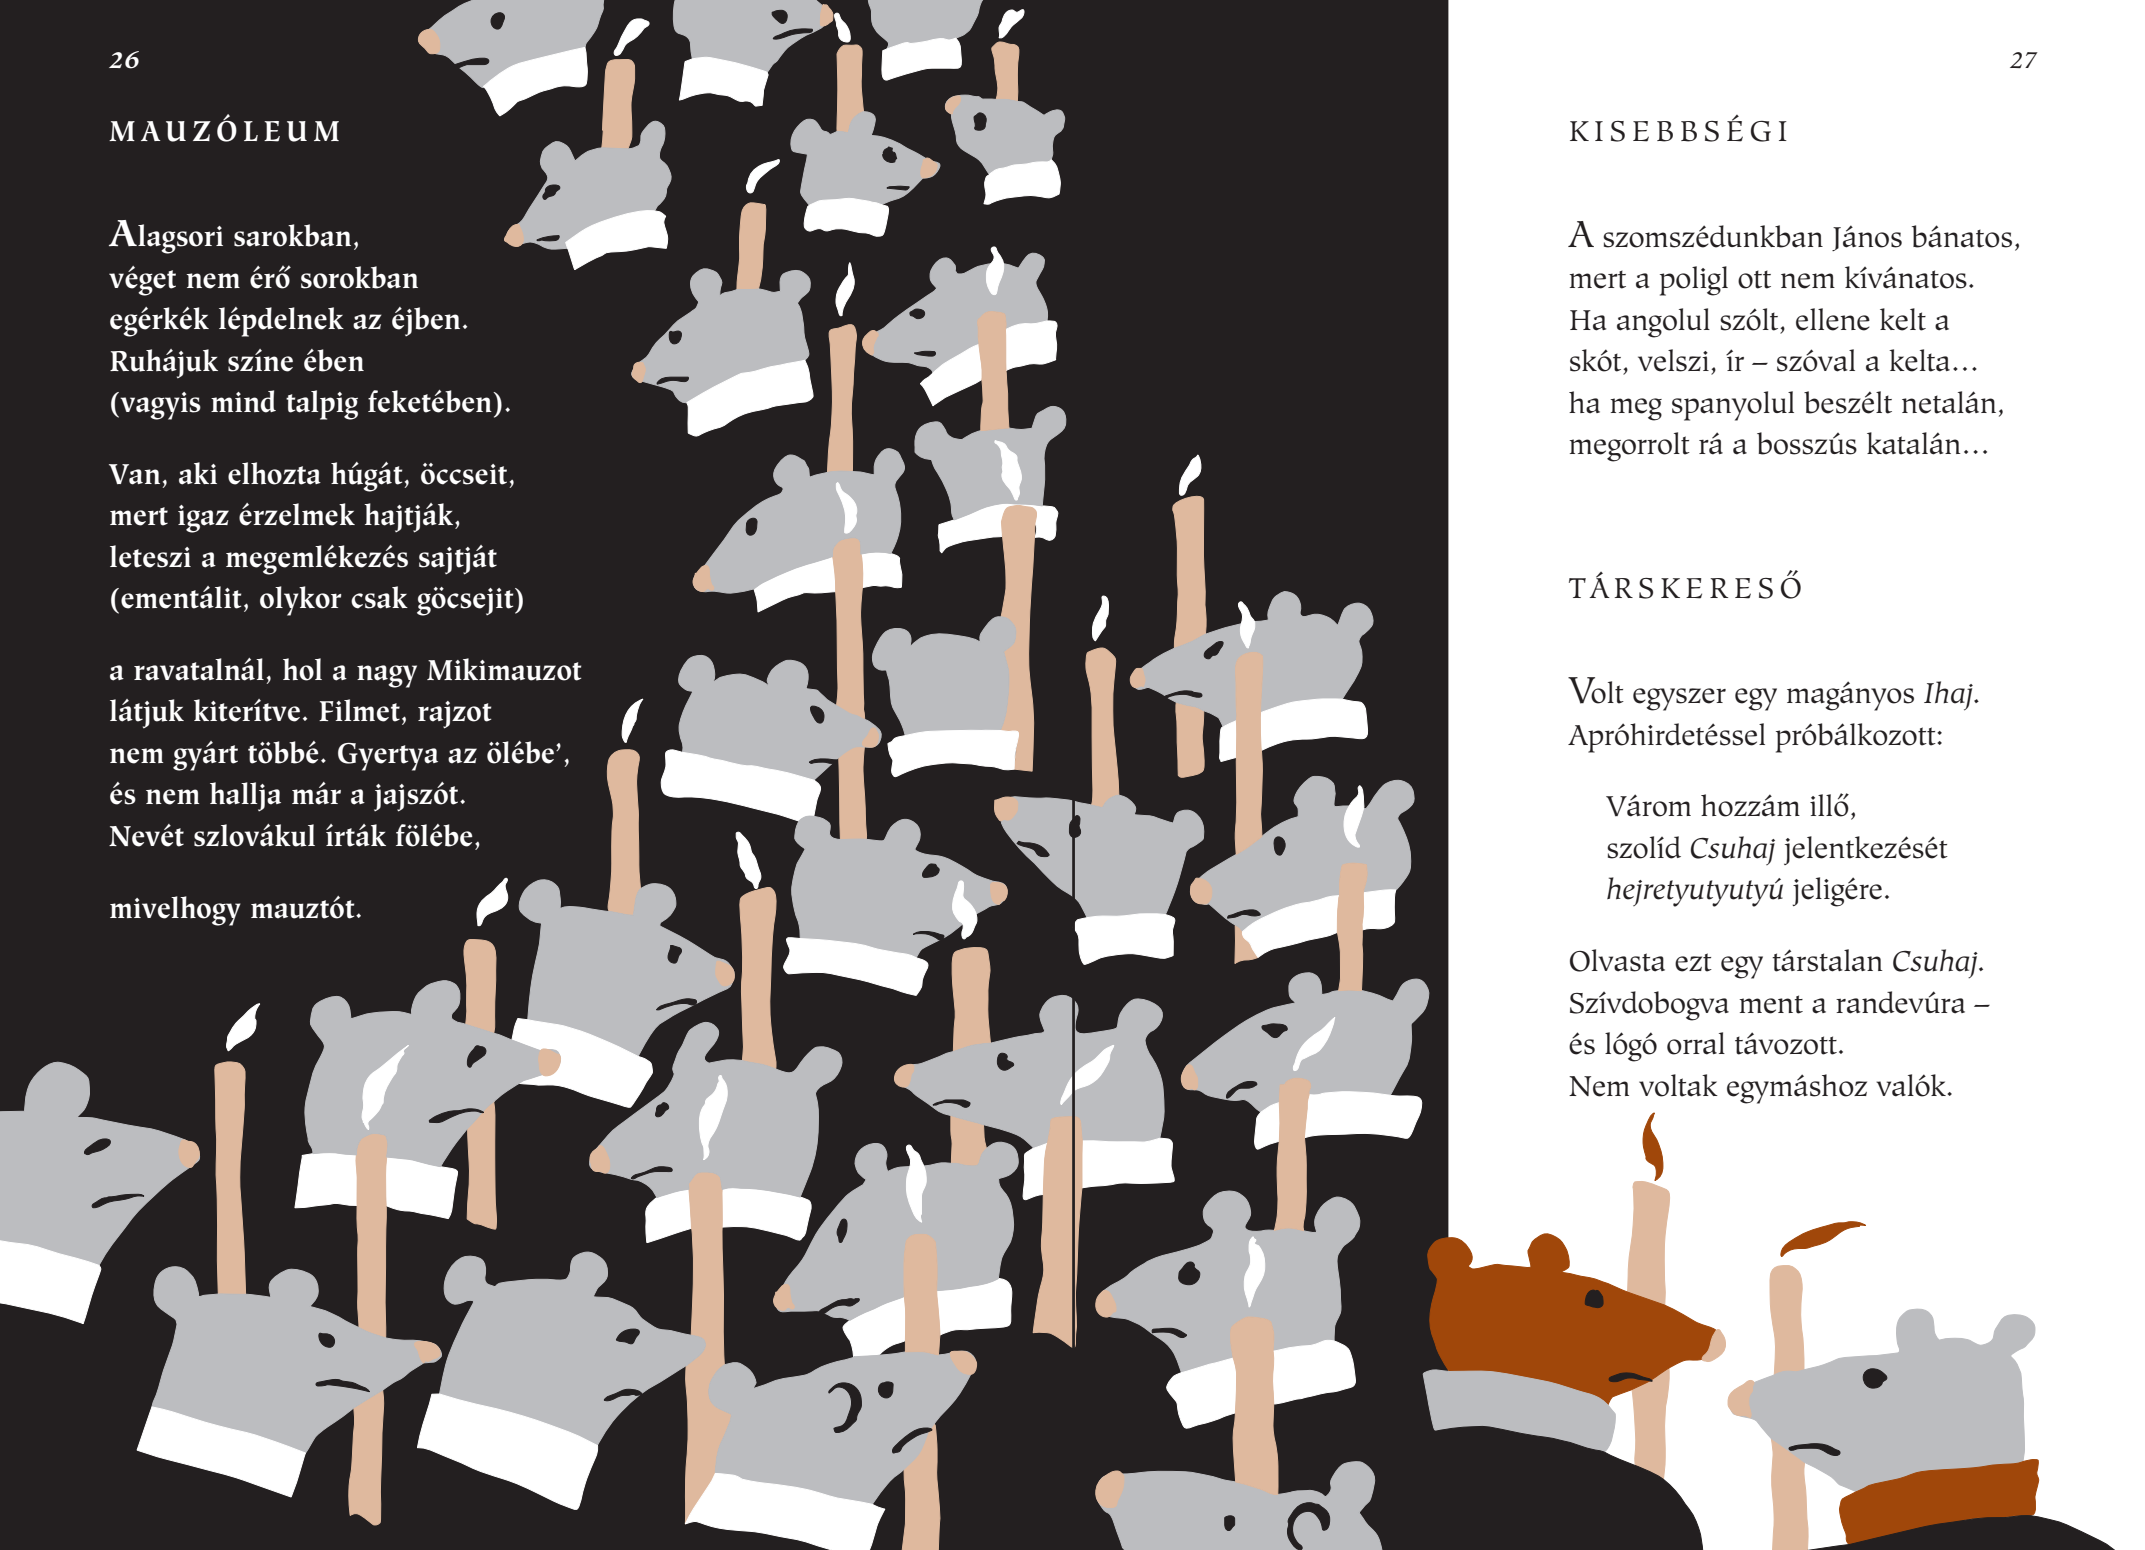 26
MAUZÓLEUM
Alagsori sarokban,
véget nem érő sorokban
egérkék lépdelnek az éjben.
Ruhájuk színe ében
(vagyis mind talpig feketében).
Van, aki elhozta húgát, öccseit,
mert igaz érzelmek hajtják,
leteszi a megemlékezés sajtját
(ementálit, olykor csak göcsejit)
a ravatalnál, hol a nagy Mikimauzot
látjuk kiterítve. Filmet, rajzot
nem gyárt többé. Gyertya az ölébe’,
és nem hallja már a jajszót.
Nevét szlovákul írták fölébe,
mivelhogy mauztót.
27
KISEBBSÉGI
A szomszédunkban János bánatos,
mert a poligl ott nem kívánatos.
Ha angolul szólt, ellene kelt a
skót, velszi, ír – szóval a kelta…
ha meg spanyolul beszélt netalán,
megorrolt rá a bosszús katalán…
TÁRSKERESŐ
Volt egyszer egy magányos Ihaj.
Apróhirdetéssel próbálkozott:
Várom hozzám illő,
szolíd Csuhaj jelentkezését
hejretyutyutyú jeligére.
Olvasta ezt egy társtalan Csuhaj.
Szívdobogva ment a randevúra –
és lógó orral távozott.
Nem voltak egymáshoz valók.